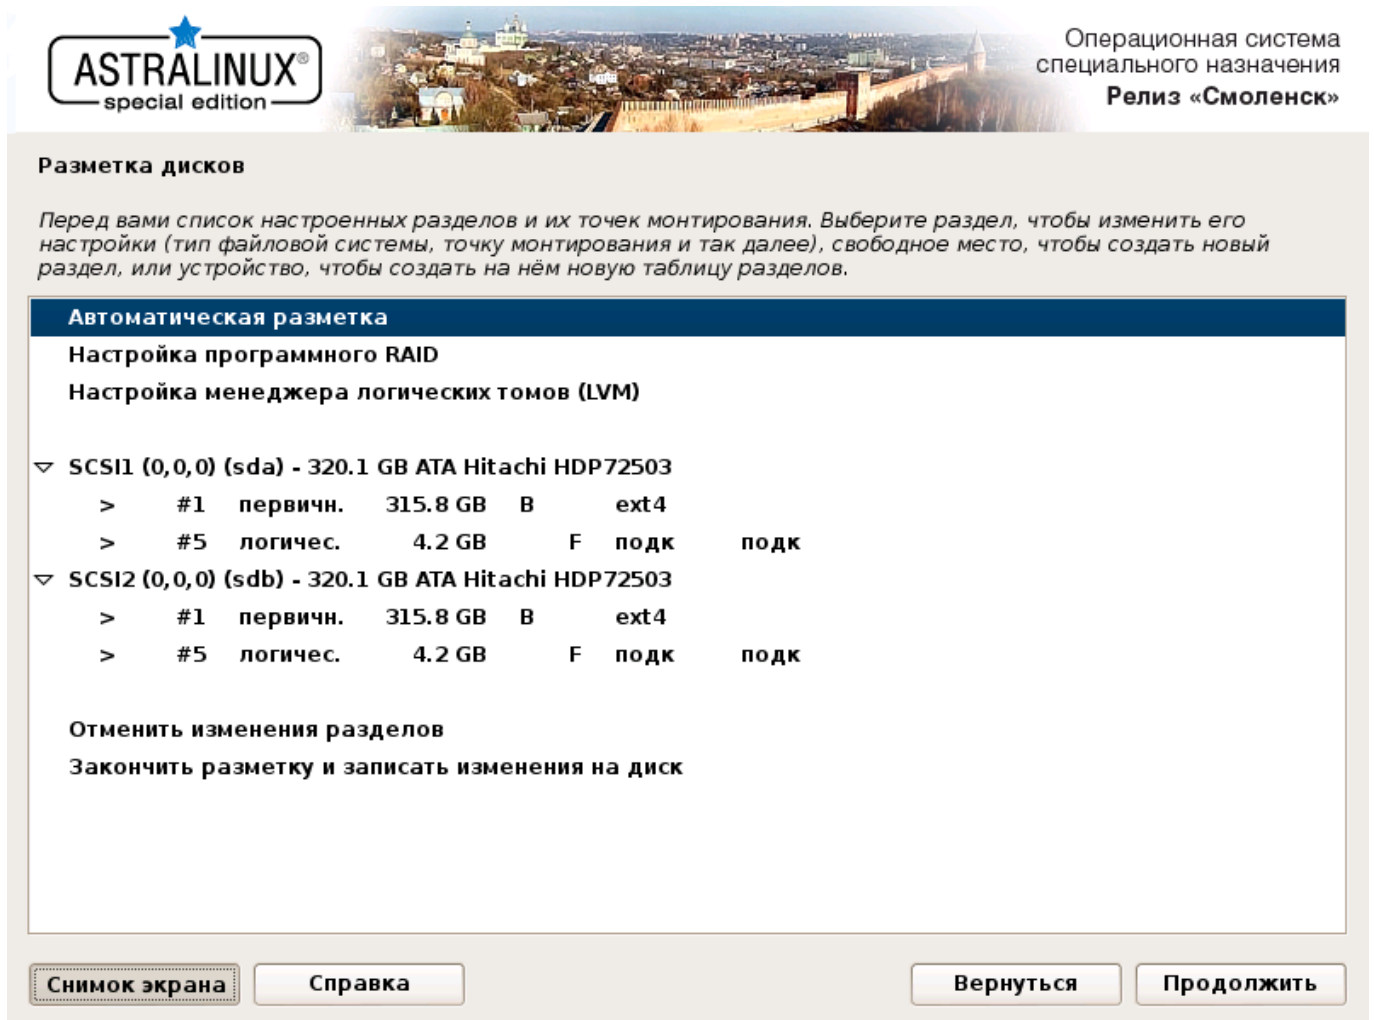 ASTRALINUX®
special edition
Операционная система
специального назначения
Релиз «Смоленск»
Разметка дисков
Перед вами список настроенных разделов и их точек монтирования. Выберите раздел, чтобы изменить его
настройки (тип файловой системы, точку монтирования и так далее), свободное место, чтобы создать новый
раздел, или устройство, чтобы создать на нём новую таблицу разделов.
Автоматическая разметка
Настройка программного RAID
Настройка менеджера логических томов (LVM)
SCSI1 (0,0,0) (sda) - 320.1 GB ATA Hitachi HDP72503
> #1 первичн. 315.8 GB B ext4
> #5 логичес. 4.2 GB F подк подк
SCSI2 (0,0,0) (sdb) - 320.1 GB ATA Hitachi HDP72503
> #1 первичн. 315.8 GB B ext4
> #5 логичес. 4.2 GB F подк подк
Отменить изменения разделов
Закончить разметку и записать изменения на диск
Снимок экрана Справка Вернуться Продолжить